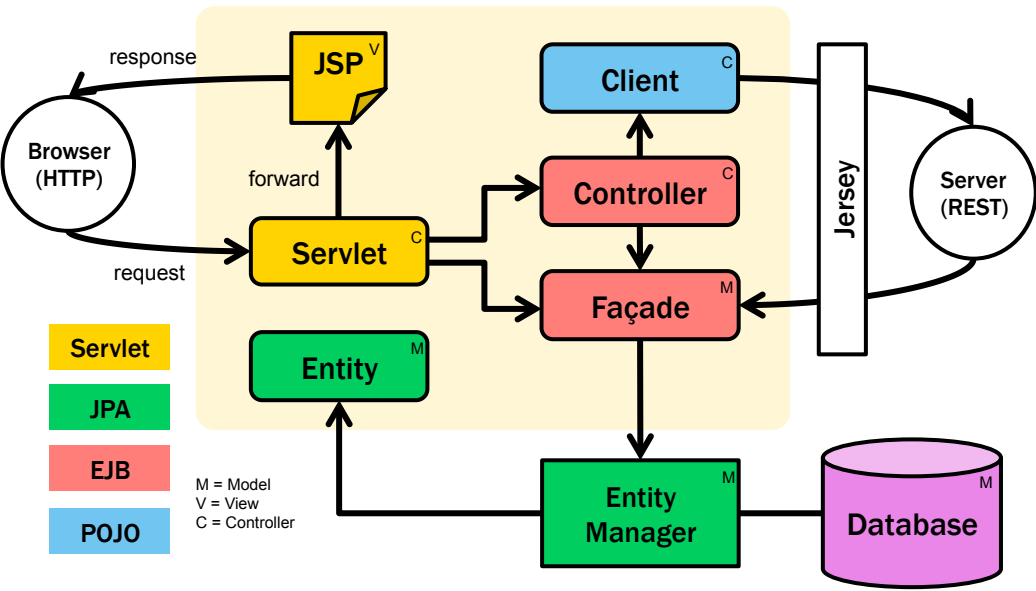 response
JSP
V
Client
C
Browser
(HTTP)
forward
Controller
C
Jersey
Server
(REST)
request
Servlet
C
Façade
M
Servlet
Entity
M
JPA
EJB
M = Model
V = View
C = Controller
POJO
Entity
Manager
M
Database
M